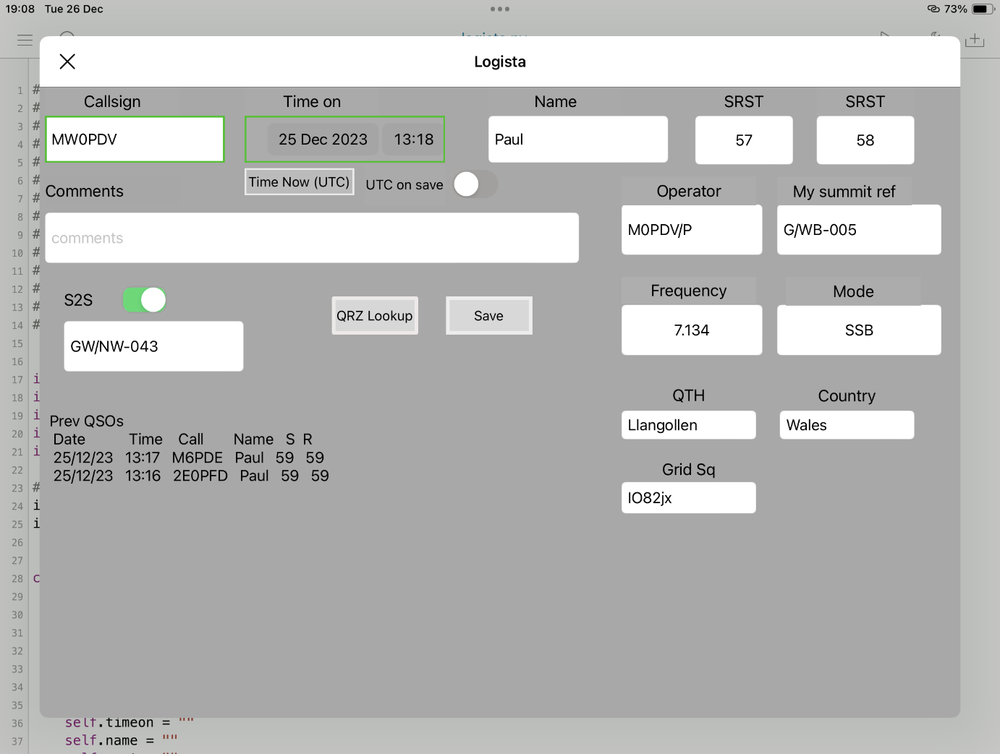 19:08 Tue 26 Dec 73%
Logista
Callsign Time on Name SRST SRST
MW0PDV 25 Dec 2023 13:18 Paul 57 58
Time Now (UTC) UTC on save
Comments Operator My summit ref
comments M0PDV/P G/WB-005
S2S Frequency Mode
QRZ Lookup Save 7.134 SSB
GW/NW-043
QTH Country
Llangollen Wales
Prev QSOs
Date Time Call Name S R
25/12/23 13:17 M6PDE Paul 59 59
25/12/23 13:16 2E0PFD Paul 59 59
Grid Sq
IO82jx
1 #
2 #
3 #
4 #
5 #
6 #
7 #
8 #
9 #
10 #
11 #
12 #
13 #
14 #
15
16
17 i
18 i
19 i
20 i
21 i
22
23 #
24 i
25 i
26
27
28 c
29
30
31
32
33
34
35
36 self.timeon = ""
37 self.name = ""